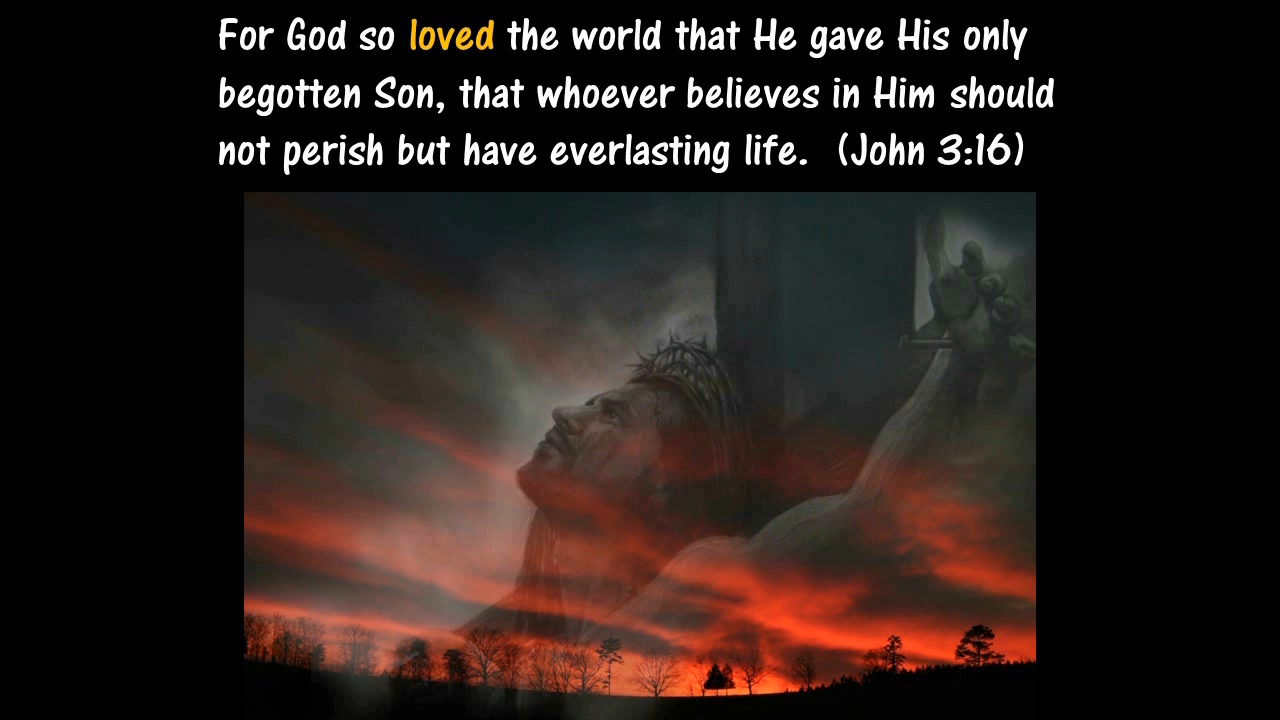 For God so loved the world that He gave His only
begotten Son, that whoever believes in Him should
not perish but have everlasting life.  (John 3:16)